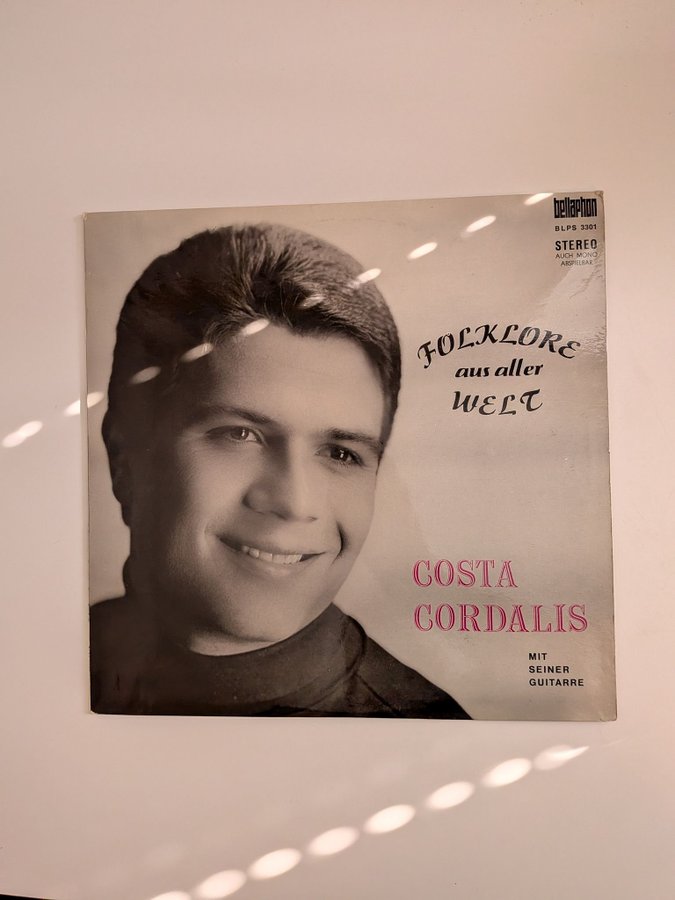 bellaphon
BLPS 3301
STEREO
AUCH MONO
ABSPIELBAR
FOLKLORE
aus aller
WELT
COSTA
CORDALIS
MIT
SEINER
GUITARRE